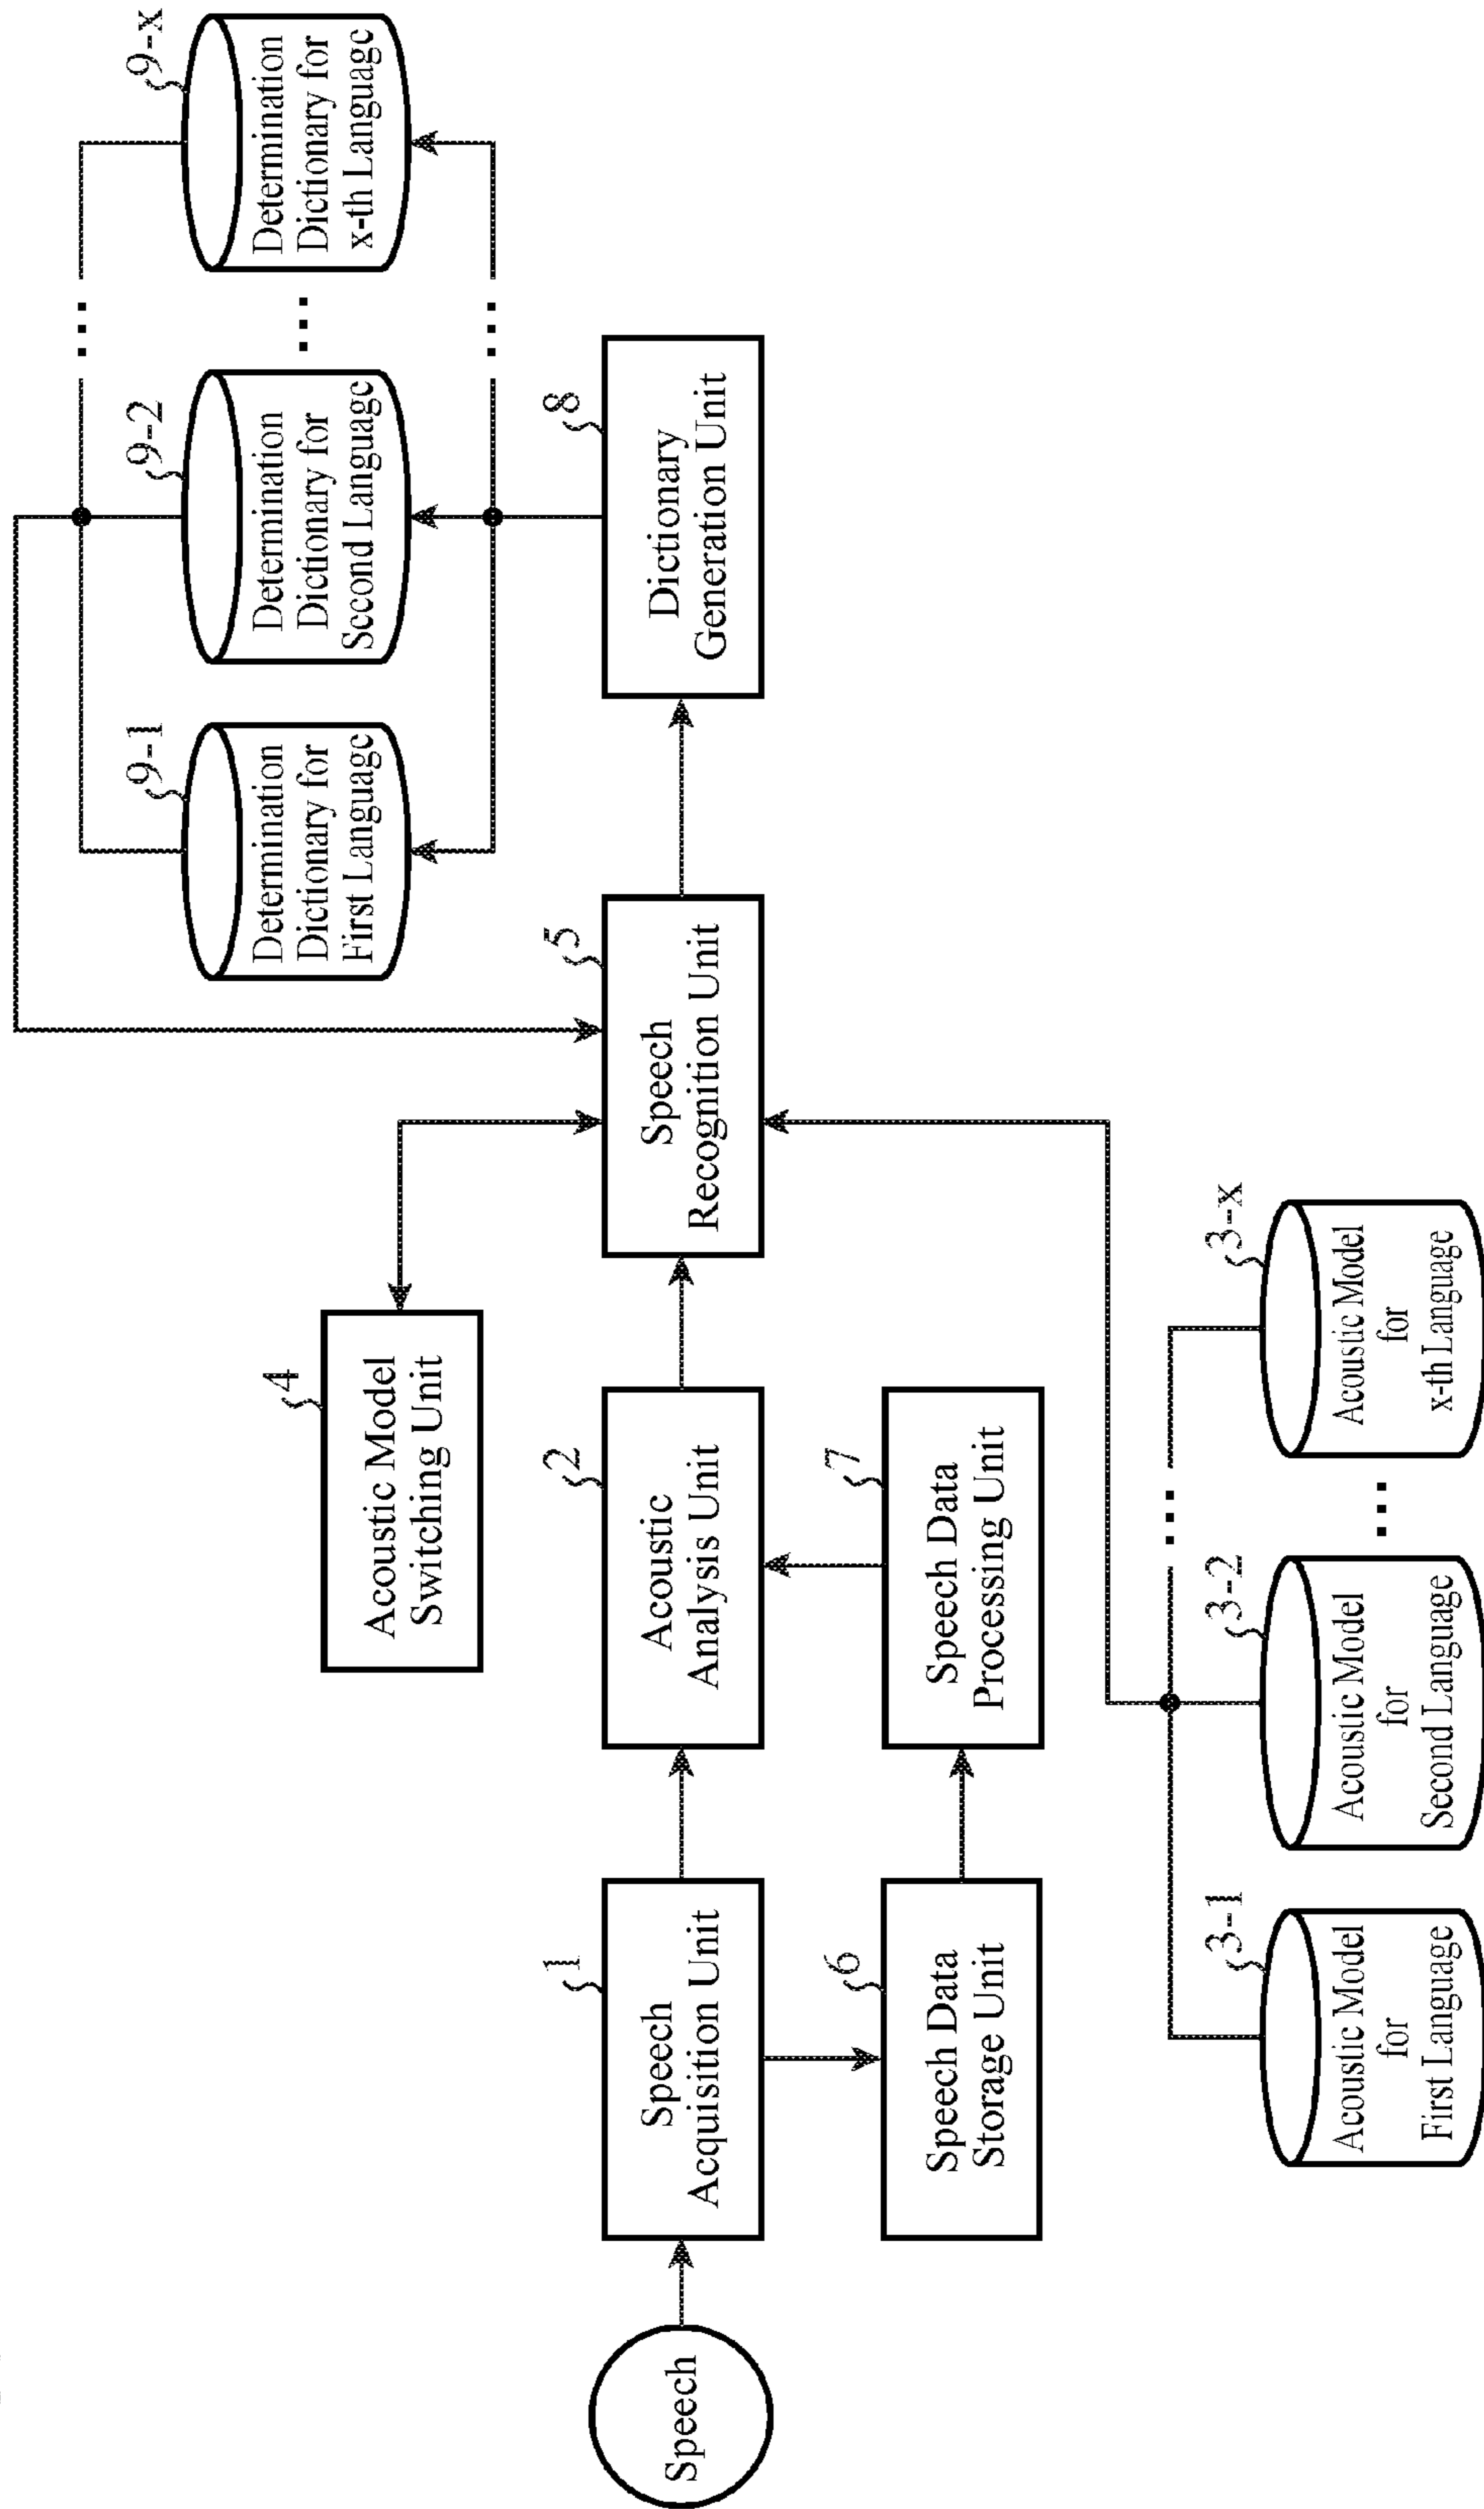 9-1
9-2
9-x
Determination
Dictionary for
First Language
Determination
Dictionary for
Second Language
...
Determination
Dictionary for
x-th Language
...
...
4
Acoustic Model
Switching Unit
Speech
1
Speech
Acquisition Unit
2
Acoustic
Analysis Unit
5
Speech
Recognition Unit
8
Dictionary
Generation Unit
6
Speech Data
Storage Unit
7
Speech Data
Processing Unit
...
3-1
3-2
3-x
Acoustic Model
for
First Language
Acoustic Model
for
Second Language
...
Acoustic Model
for
x-th Language